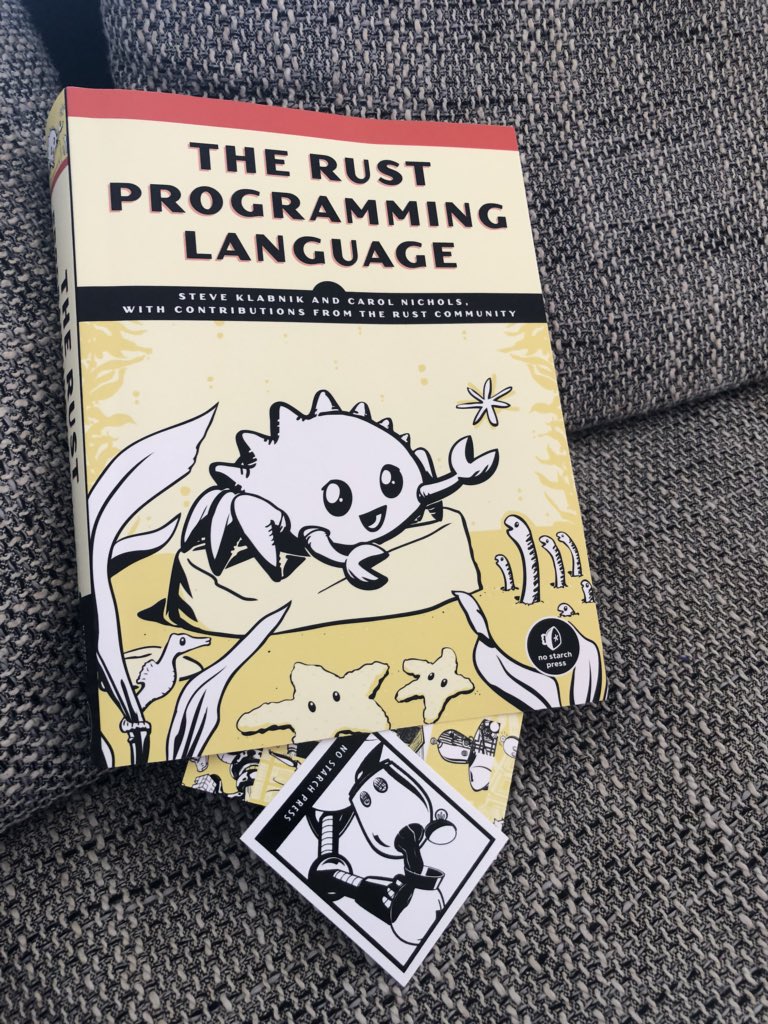 THE RUST
PROGRAMMING
LANGUAGE
STEVE KLABNIK AND CAROL NICHOLS,
WITH CONTRIBUTIONS FROM THE RUST COMMUNITY
THE RUST
no starch
press
NO STARCH PRESS